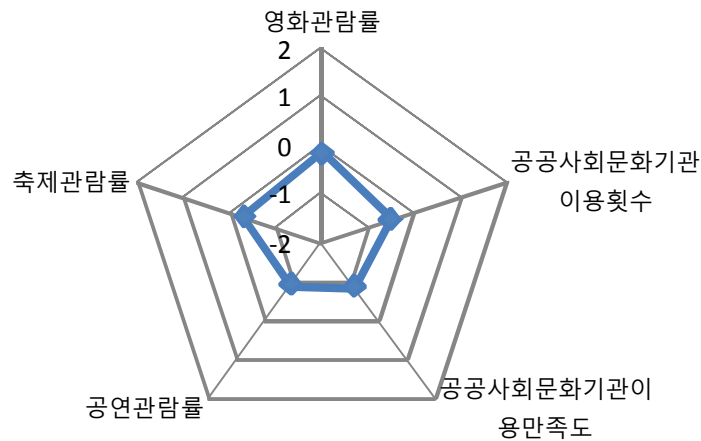 영화관람률
2
1
0
-1
-2
공공사회문화기관
이용횟수
축제관람률
공연관람률
공공사회문화기관이
용만족도